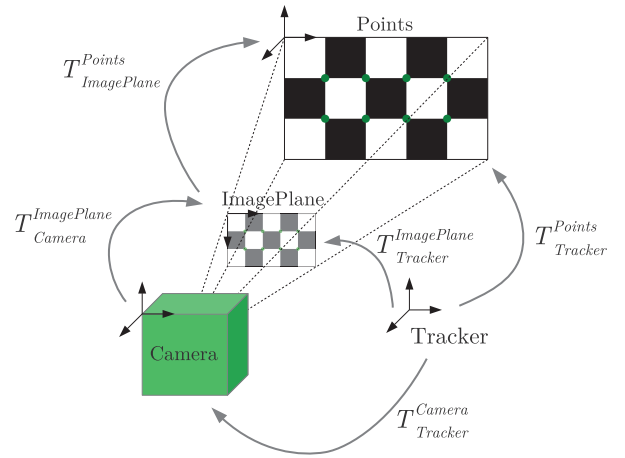 Points
T^{Points}_{ImagePlane}
ImagePlane
T^{ImagePlane}_{Camera}
T^{ImagePlane}_{Tracker}
T^{Points}_{Tracker}
Camera
Tracker
T^{Camera}_{Tracker}